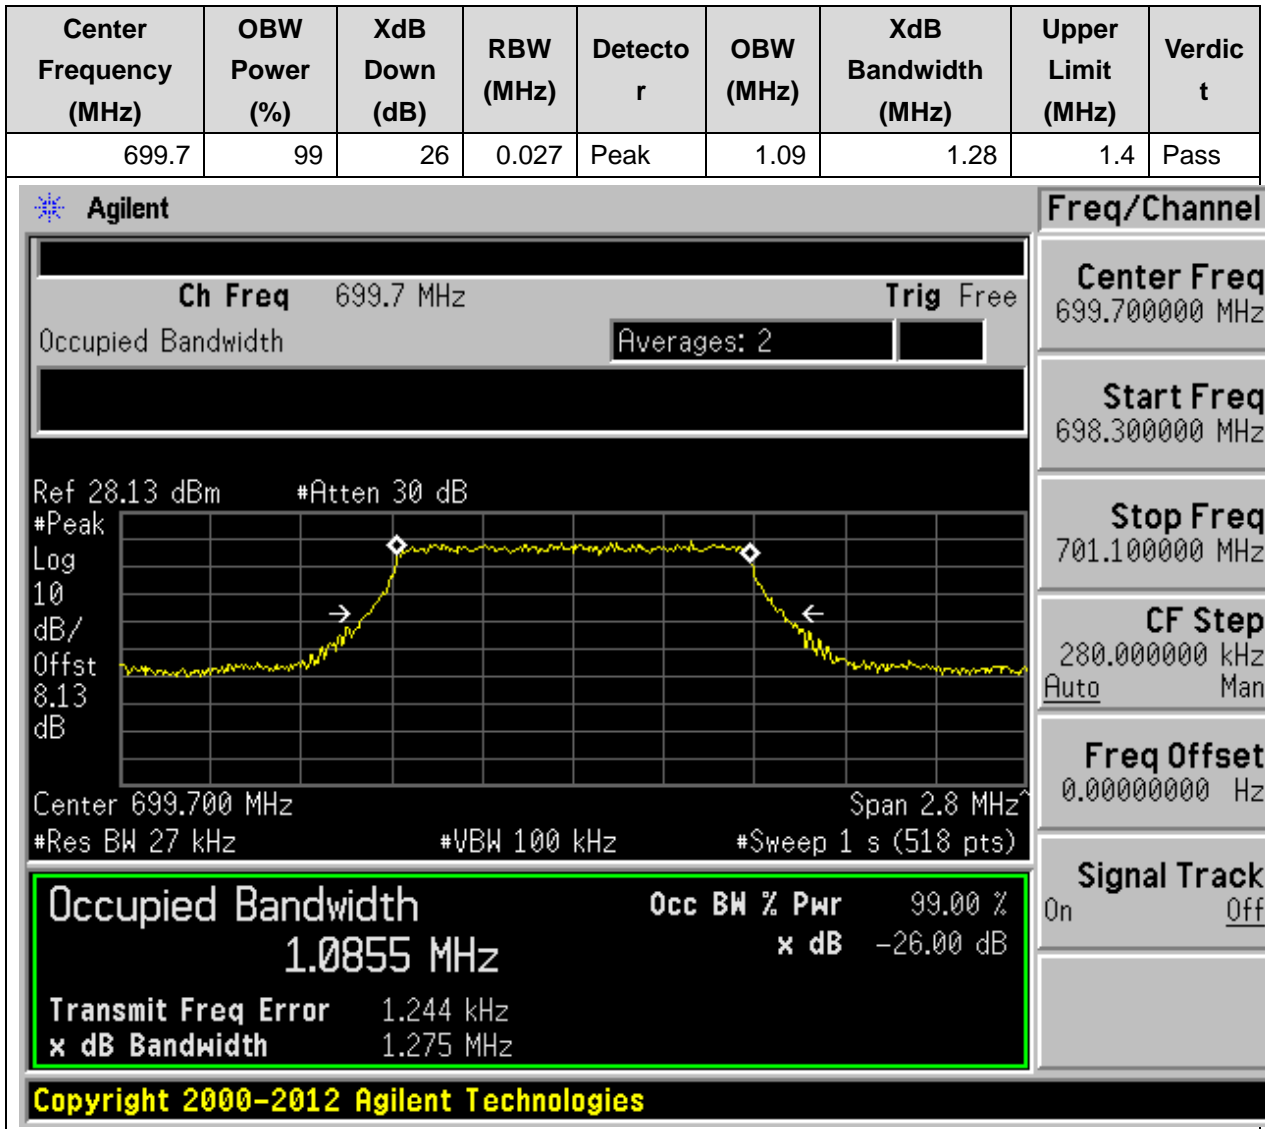 Center Frequency (MHz) OBW Power (%) XdB Down (dB) RBW (MHz) Detecto r OBW (MHz) XdB Bandwidth (MHz) Upper Limit (MHz) Verdic t
699.7 99 26 0.027 Peak 1.09 1.28 1.4 Pass
Agilent
Freq/Channel
Ch Freq 699.7 MHz Trig Free
Occupied Bandwidth Averages: 2
Center Freq
699.700000 MHz
Start Freq
698.300000 MHz
Stop Freq
701.100000 MHz
CF Step
280.000000 kHz
Auto Man
Freq Offset
0.00000000 Hz
Signal Track
On Off
Ref 28.13 dBm #Atten 30 dB
#Peak
Log
10
dB/
Offst
8.13
dB
Center 699.700 MHz Span 2.8 MHz^
#Res BW 27 kHz #VBW 100 kHz #Sweep 1 s (518 pts)
Occupied Bandwidth Occ BW % Pwr 99.00 %
1.0855 MHz x dB -26.00 dB
Transmit Freq Error 1.244 kHz
x dB Bandwidth 1.275 MHz
Copyright 2000-2012 Agilent Technologies